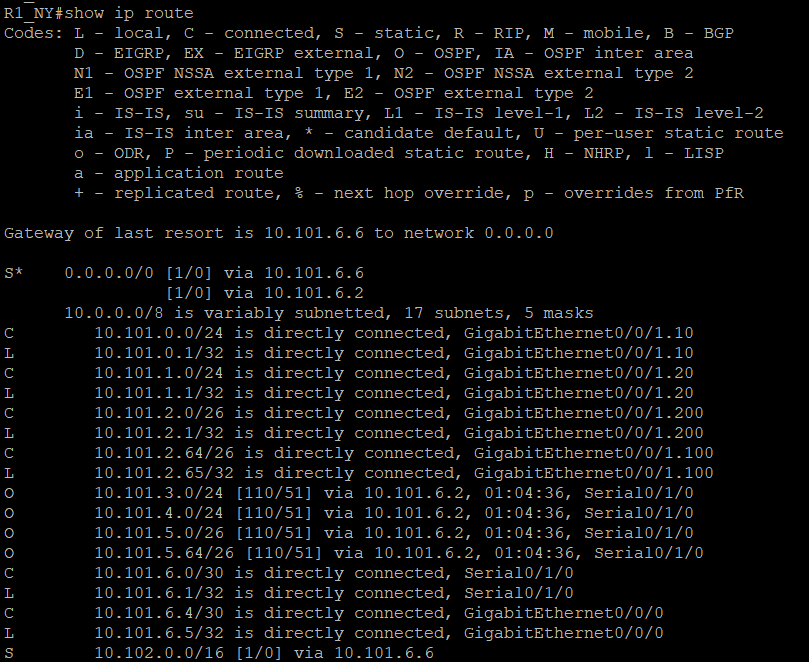 R1_NY#show ip route
Codes: L - local, C - connected, S - static, R - RIP, M - mobile, B - BGP
D - EIGRP, EX - EIGRP external, O - OSPF, IA - OSPF inter area
N1 - OSPF NSSA external type 1, N2 - OSPF NSSA external type 2
E1 - OSPF external type 1, E2 - OSPF external type 2
i - IS-IS, su - IS-IS summary, L1 - IS-IS level-1, L2 - IS-IS level-2
ia - IS-IS inter area, * - candidate default, U - per-user static route
o - ODR, P - periodic downloaded static route, H - NHRP, l - LISP
a - application route
+ - replicated route, % - next hop override, p - overrides from PfR
Gateway of last resort is 10.101.6.6 to network 0.0.0.0
S* 0.0.0.0/0 [1/0] via 10.101.6.6
[1/0] via 10.101.6.2
10.0.0.0/8 is variably subnetted, 17 subnets, 5 masks
C 10.101.0.0/24 is directly connected, GigabitEthernet0/0/1.10
L 10.101.0.1/32 is directly connected, GigabitEthernet0/0/1.10
C 10.101.1.0/24 is directly connected, GigabitEthernet0/0/1.20
L 10.101.1.1/32 is directly connected, GigabitEthernet0/0/1.20
C 10.101.2.0/26 is directly connected, GigabitEthernet0/0/1.200
L 10.101.2.1/32 is directly connected, GigabitEthernet0/0/1.200
C 10.101.2.64/26 is directly connected, GigabitEthernet0/0/1.100
L 10.101.2.65/32 is directly connected, GigabitEthernet0/0/1.100
O 10.101.3.0/24 [110/51] via 10.101.6.2, 01:04:36, Serial0/1/0
O 10.101.4.0/24 [110/51] via 10.101.6.2, 01:04:36, Serial0/1/0
O 10.101.5.0/26 [110/51] via 10.101.6.2, 01:04:36, Serial0/1/0
O 10.101.5.64/26 [110/51] via 10.101.6.2, 01:04:36, Serial0/1/0
C 10.101.6.0/30 is directly connected, Serial0/1/0
L 10.101.6.1/32 is directly connected, Serial0/1/0
C 10.101.6.4/30 is directly connected, GigabitEthernet0/0/0
L 10.101.6.5/32 is directly connected, GigabitEthernet0/0/0
S 10.102.0.0/16 [1/0] via 10.101.6.6